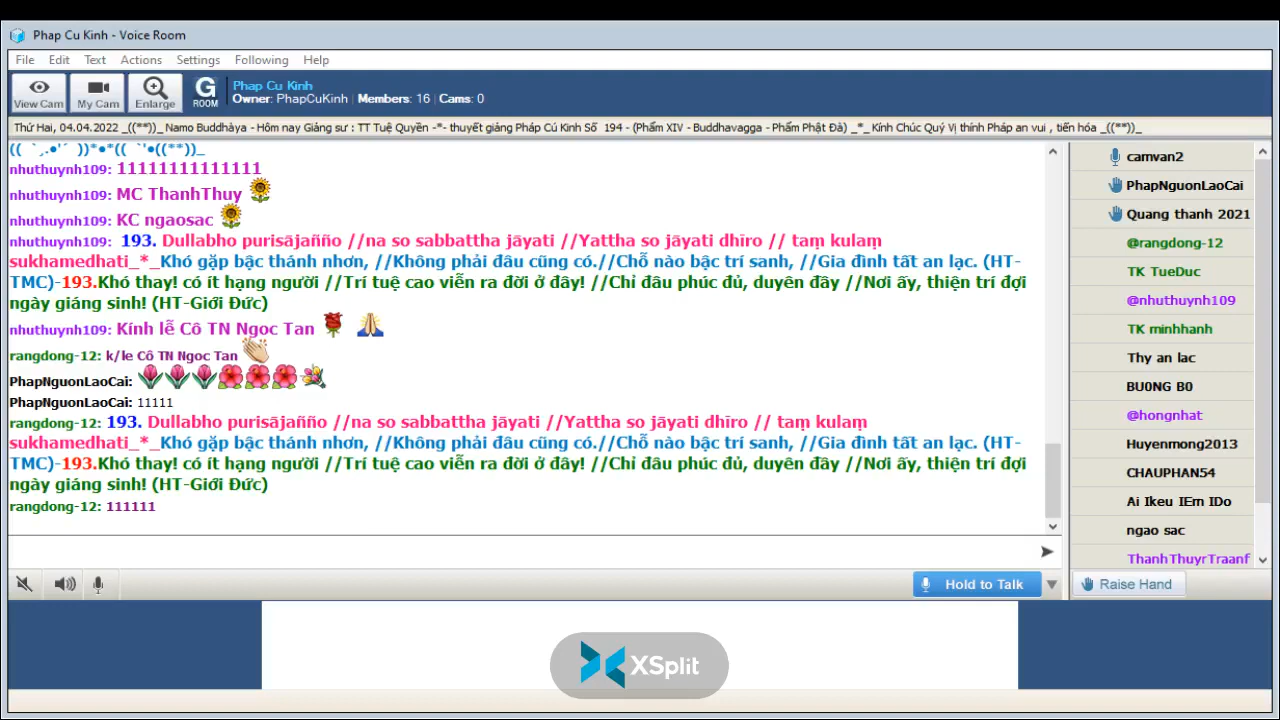 Phap Cu Kinh - Voice Room
File Edit Text Actions Settings Following Help
View Cam My Cam Enlarge G ROOM
Phap Cu Kinh
Owner: PhapCuKinh Members: 16 Cams: 0
Thứ Hai, 04.04.2022 _((**))_ Namo Buddhàya - Hôm nay Giảng sư : TT Tuệ Quyền -*- thuyết giảng Pháp Cú Kinh Số 194 - (Phẩm XIV - Buddhavagga - Phẩm Phật Đà) _*_ Kính Chúc Quý Vị thính Pháp an vui , tiến hóa _((**))_
(( `¸.•'´ ))*•*(( `'•((**))_
nhuthuynh109: 11111111111111
nhuthuynh109: MC ThanhThuy
nhuthuynh109: KC ngaosac
nhuthuynh109: 193. Dullabho purisājañño //na so sabbattha jāyati //Yattha so jāyati dhīro // taṃ kulaṃ
sukhamedhati_*_Khó gặp bậc thánh nhơn, //Không phải đâu cũng có.//Chỗ nào bậc trí sanh, //Gia đình tất an lạc. (HT-
TMC)-193.Khó thay! có ít hạng người //Trí tuệ cao viễn ra đời ở đây! //Chỉ đâu phúc đủ, duyên đầy //Nơi ấy, thiện trí đợi
ngày giáng sinh! (HT-Giới Đức)
nhuthuynh109: Kính lễ Cô TN Ngoc Tan
rangdong-12: k/le Cô TN Ngoc Tan
PhapNguonLaoCai:
PhapNguonLaoCai: 11111
rangdong-12: 193. Dullabho purisājañño //na so sabbattha jāyati //Yattha so jāyati dhīro // taṃ kulaṃ
sukhamedhati_*_Khó gặp bậc thánh nhơn, //Không phải đâu cũng có.//Chỗ nào bậc trí sanh, //Gia đình tất an lạc. (HT-
TMC)-193.Khó thay! có ít hạng người //Trí tuệ cao viễn ra đời ở đây! //Chỉ đâu phúc đủ, duyên đầy //Nơi ấy, thiện trí đợi
ngày giáng sinh! (HT-Giới Đức)
rangdong-12: 111111
camvan2
PhapNguonLaoCai
Quang thanh 2021
@rangdong-12
TK TueDuc
@nhuthuynh109
TK minhhanh
Thy an lac
BU0NG B0
@hongnhat
Huyenmong2013
CHAUPHAN54
Ai Ikeu IEm IDo
ngao sac
ThanhThuyrTraanf
Hold to Talk
Raise Hand
XSplit